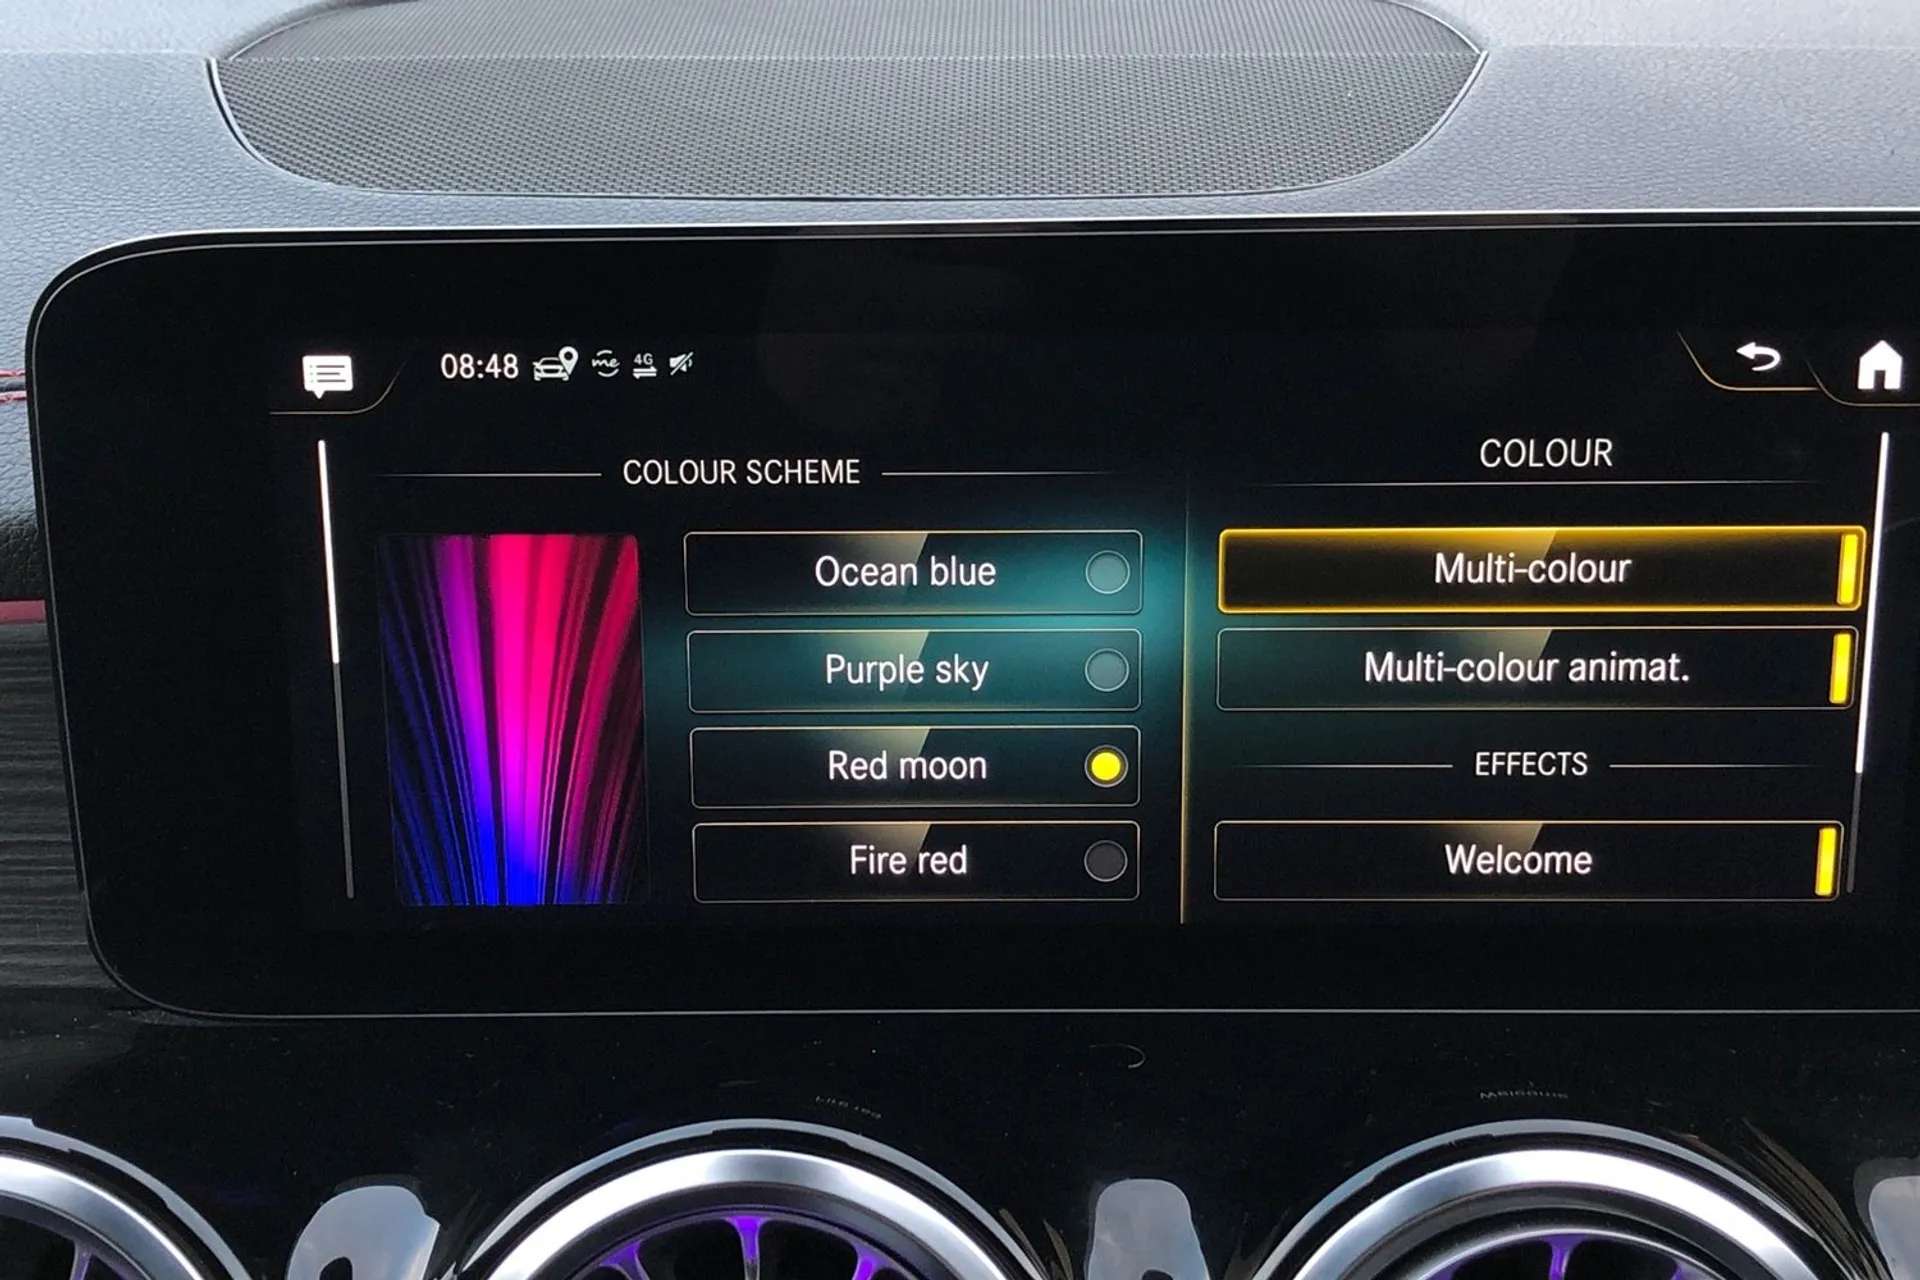 08:48 me 4G
COLOUR SCHEME
Ocean blue
Purple sky
Red moon
Fire red
COLOUR
Multi-colour
Multi-colour animat.
EFFECTS
Welcome